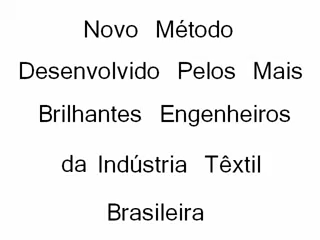 Novo Método
Desenvolvido Pelos Mais
Brilhantes Engenheiros
da Indústria Têxtil
Brasileira